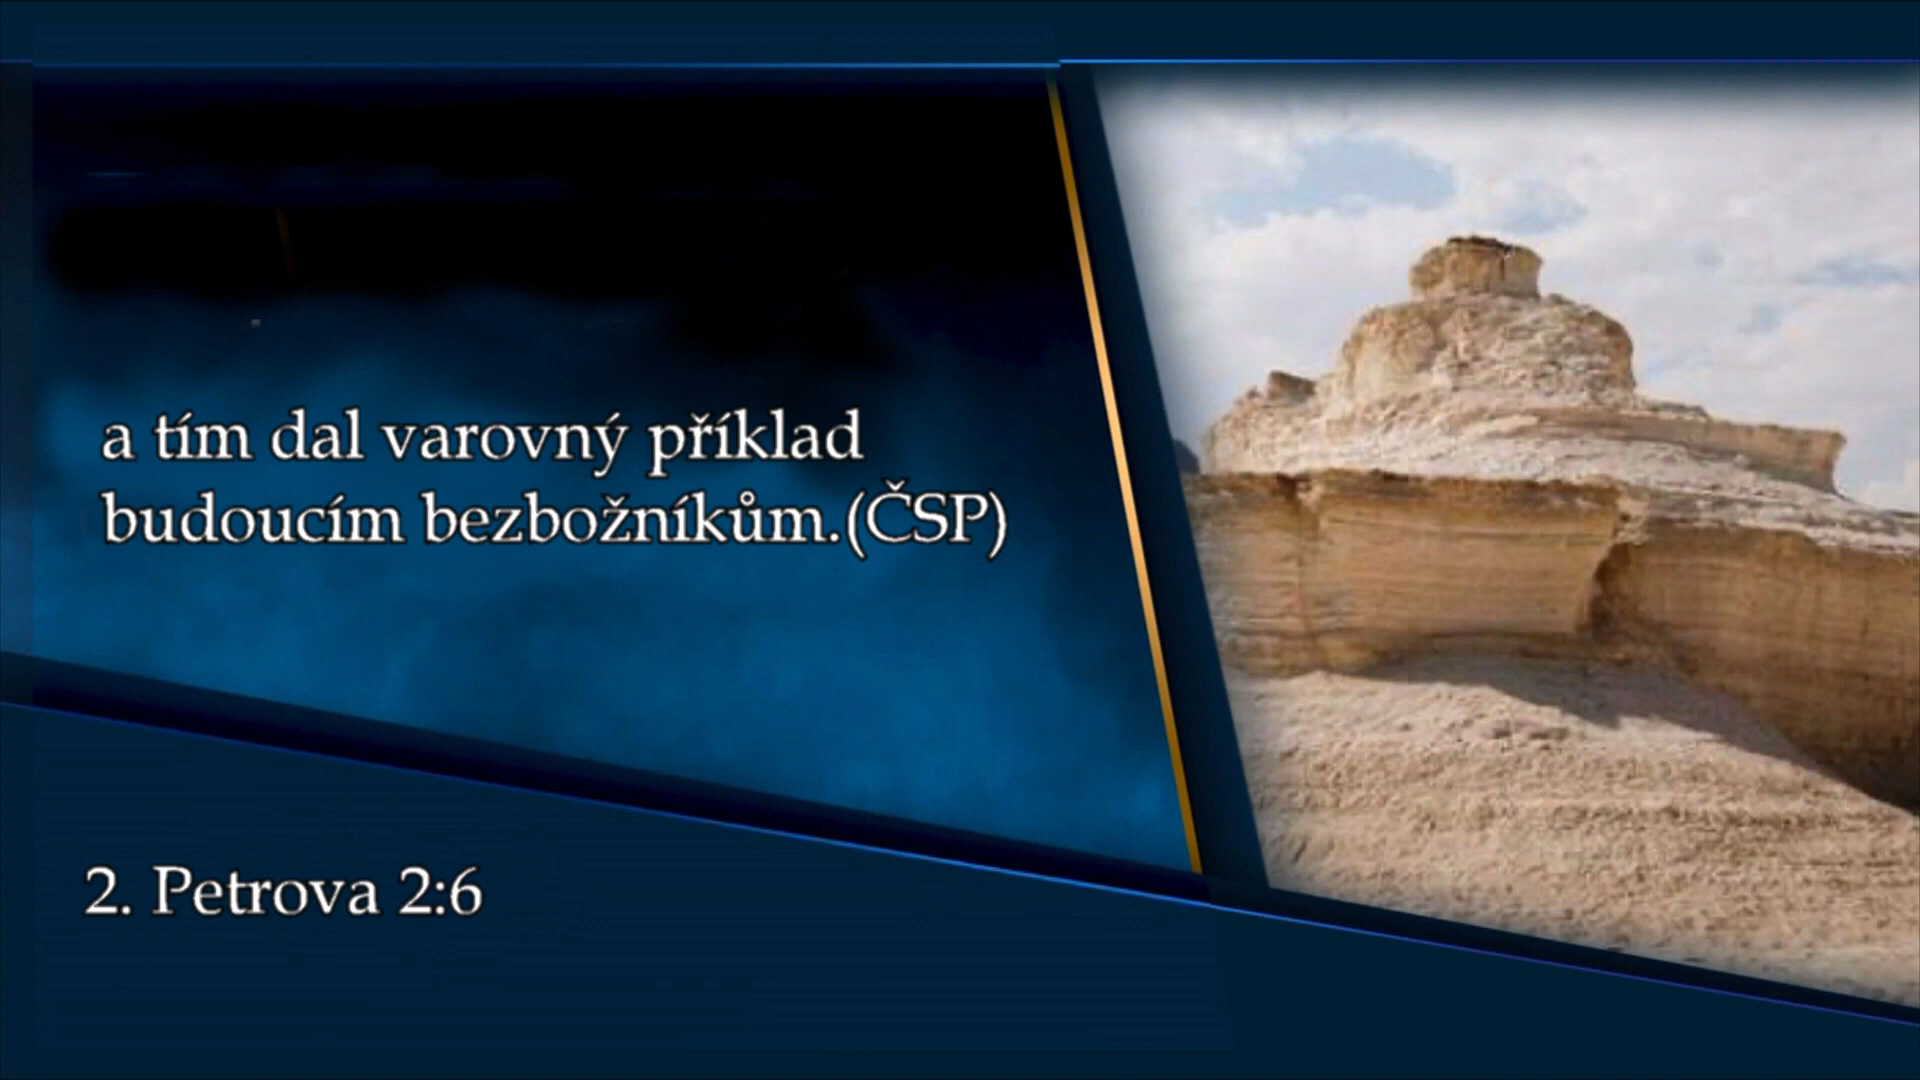 a tím dal varovný příklad
budoucím bezbožníkům.(ČSP)
2. Petrova 2:6